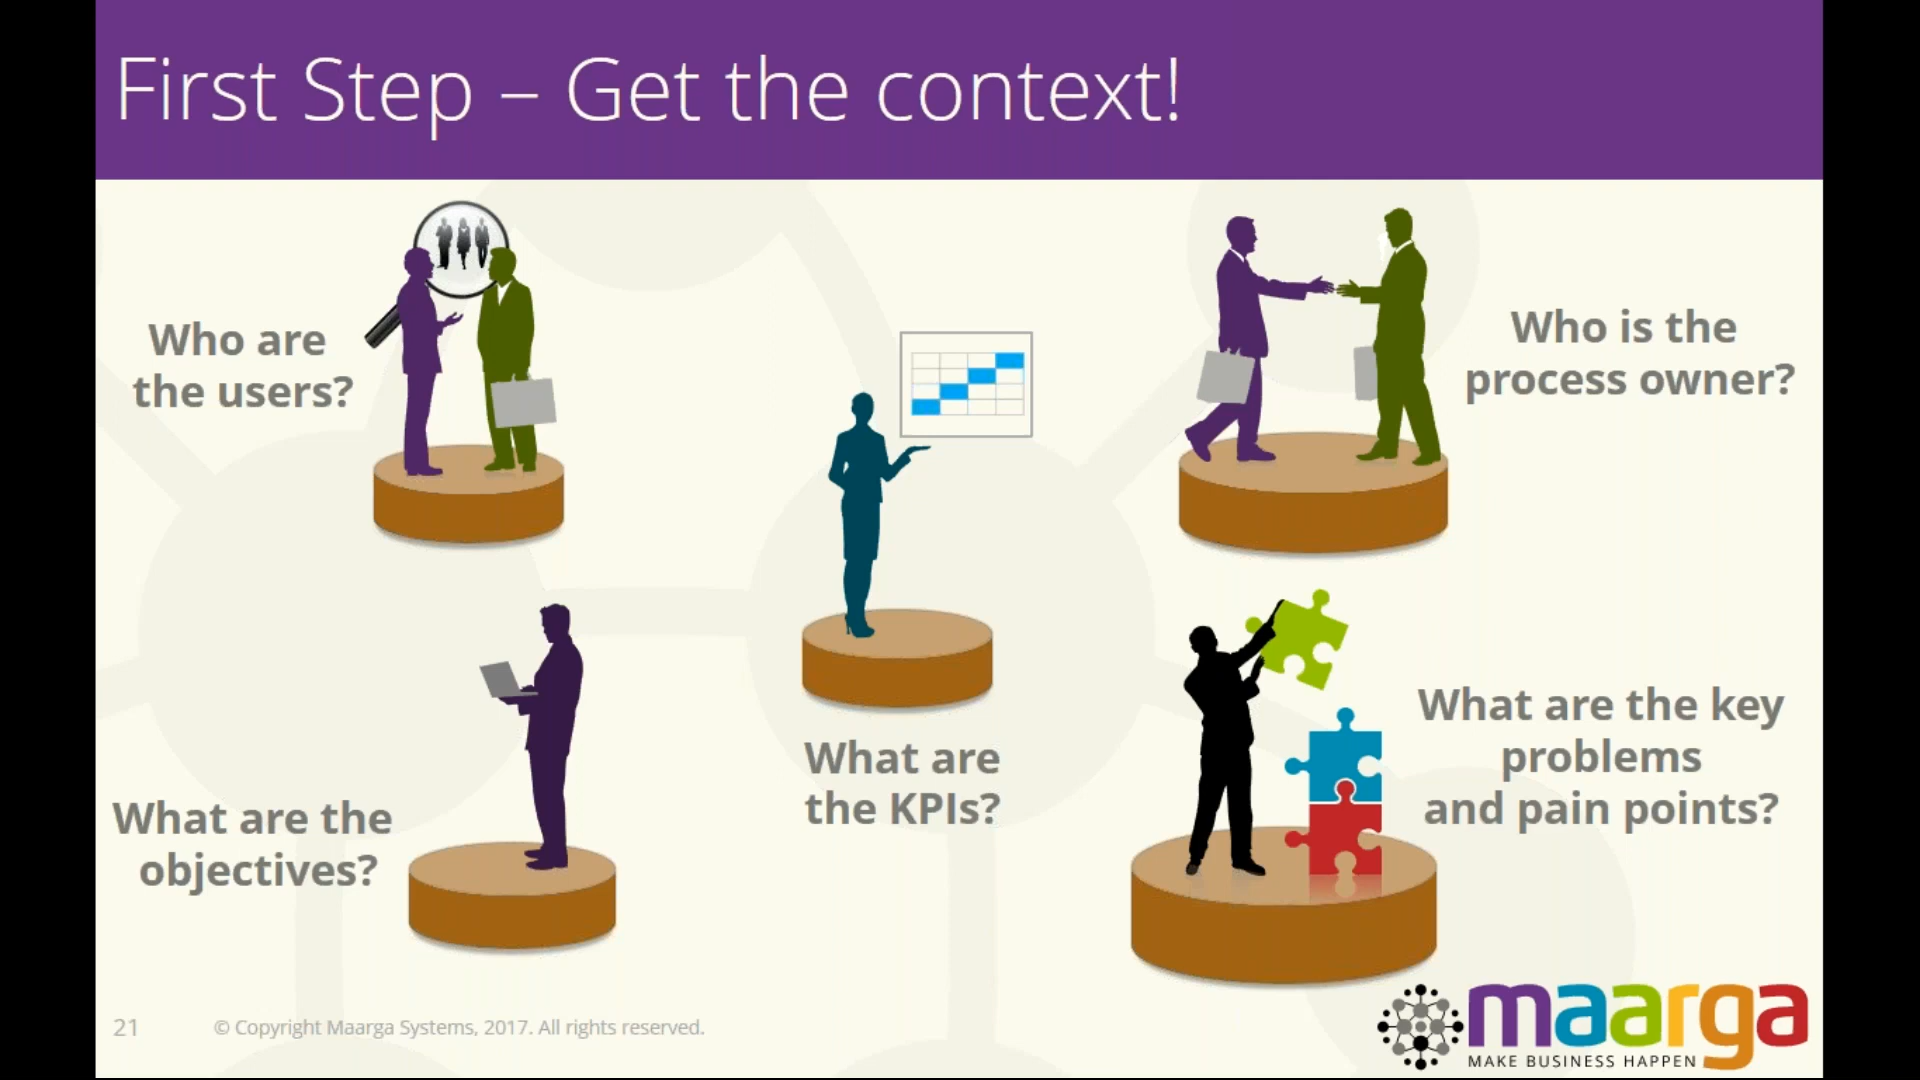 First Step – Get the context!
Who are
the users?
Who is the
process owner?
What are
the KPIs?
What are the
objectives?
What are the key
problems
and pain points?
21
© Copyright Maarga Systems, 2017. All rights reserved.
maarga
MAKE BUSINESS HAPPEN